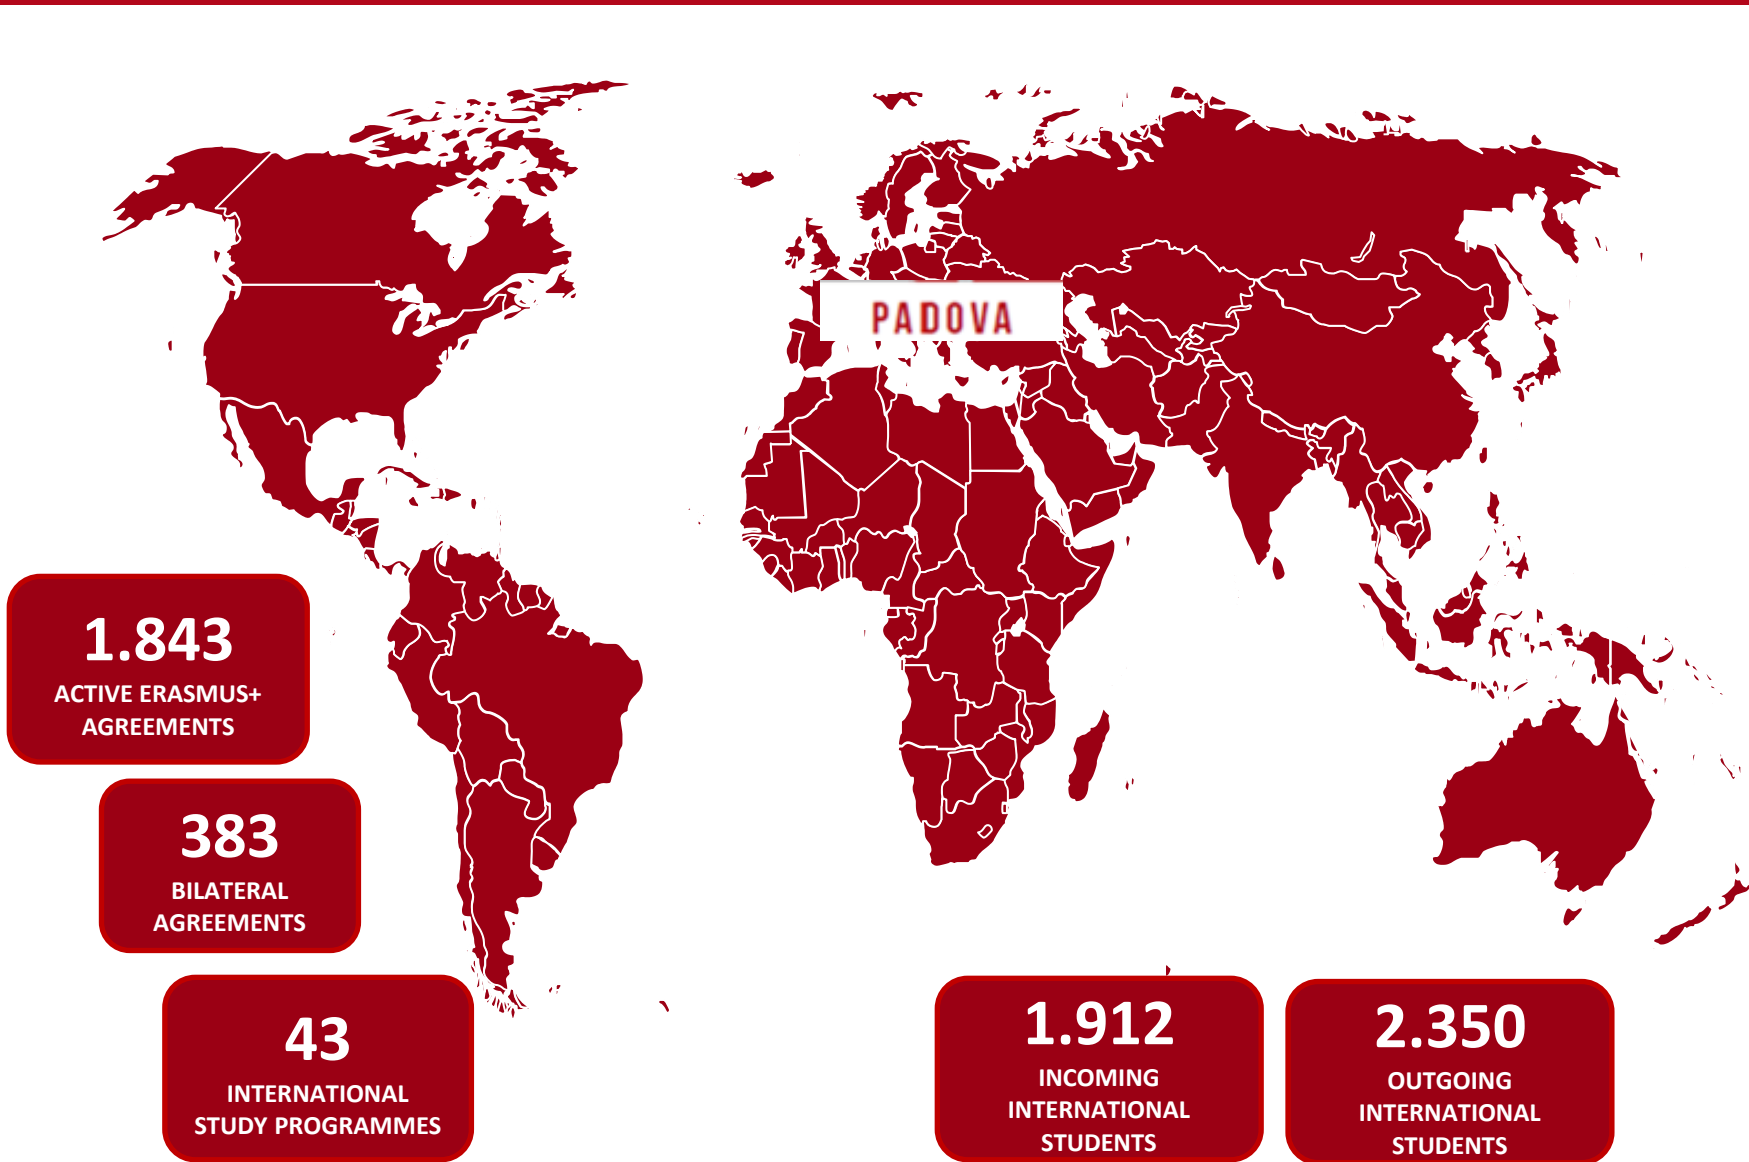 PADOVA
1.843
ACTIVE ERASMUS+
AGREEMENTS
383
BILATERAL
AGREEMENTS
43
INTERNATIONAL
STUDY PROGRAMMES
1.912
INCOMING
INTERNATIONAL
STUDENTS
2.350
OUTGOING
INTERNATIONAL
STUDENTS